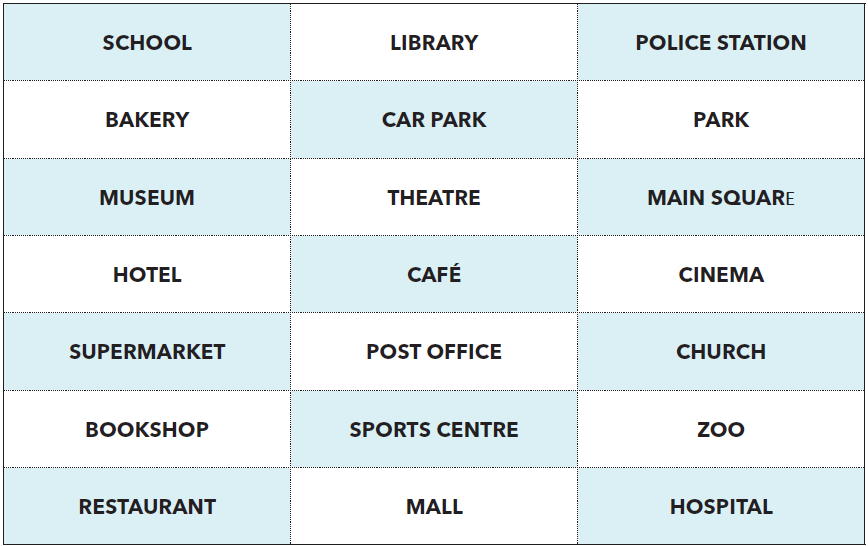 SCHOOL LIBRARY POLICE STATION
BAKERY CAR PARK PARK
MUSEUM THEATRE MAIN SQUARE
HOTEL CAFÉ CINEMA
SUPERMARKET POST OFFICE CHURCH
BOOKSHOP SPORTS CENTRE ZOO
RESTAURANT MALL HOSPITAL